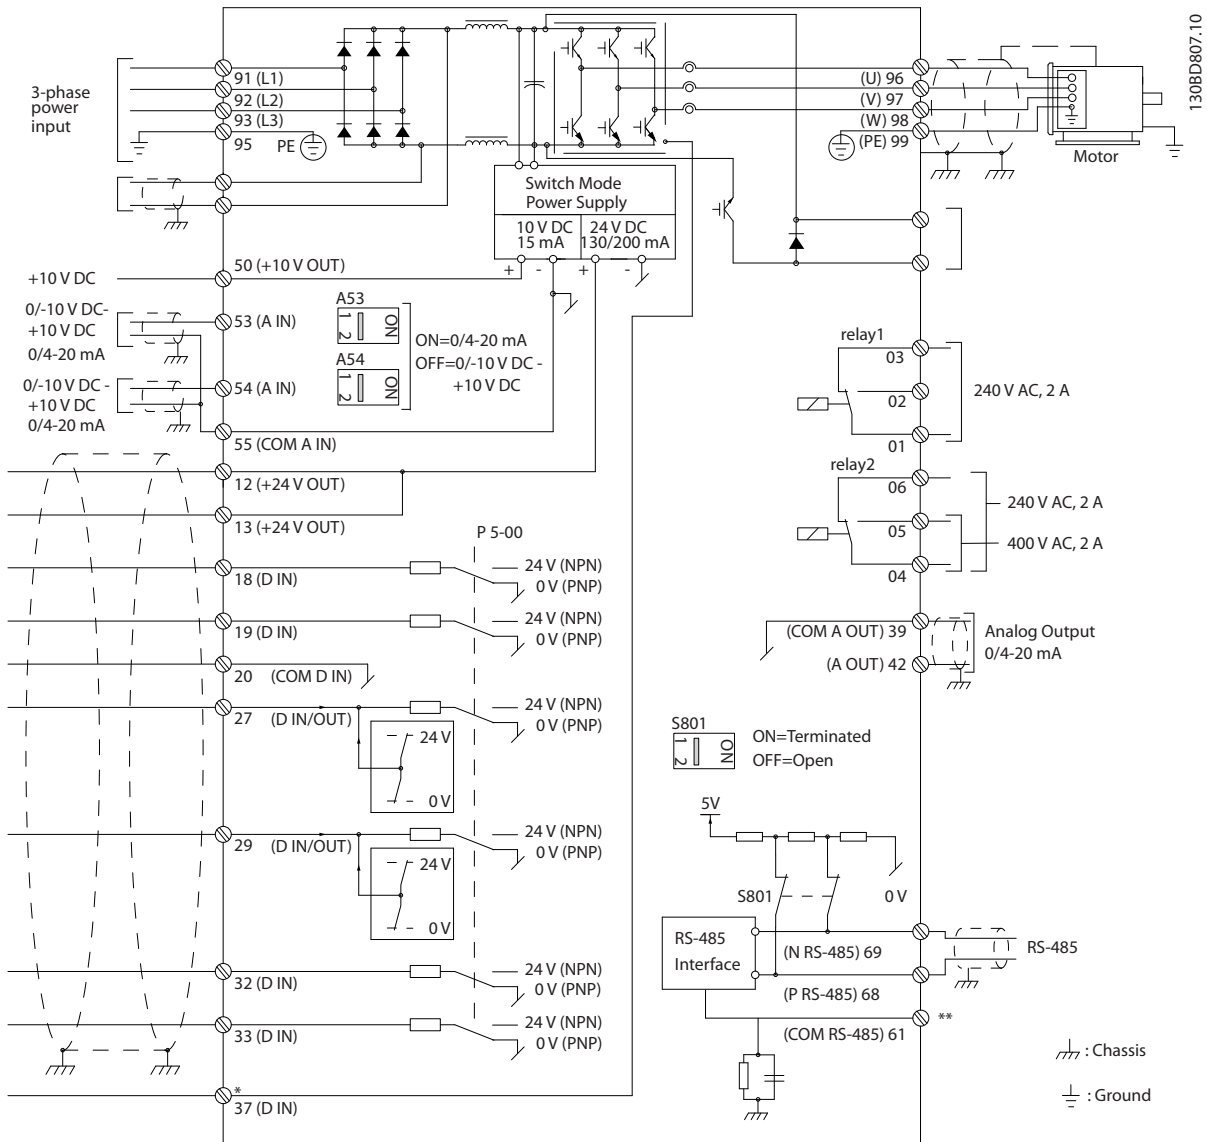 130BD807.10
3-phase
power
input
91 (L1)
92 (L2)
93 (L3)
95
PE
(U) 96
(V) 97
(W) 98
(PE) 99
Motor
Switch Mode
Power Supply
10 V DC
15 mA
24 V DC
130/200 mA
+ - + -
+10 V DC
50 (+10 V OUT)
0/-10 V DC-
+10 V DC
0/4-20 mA
53 (A IN)
A53
1 2
ON
A54
1 2
ON
ON=0/4-20 mA
OFF=0/-10 V DC -
+10 V DC
0/-10 V DC -
+10 V DC
0/4-20 mA
54 (A IN)
55 (COM A IN)
12 (+24 V OUT)
13 (+24 V OUT)
P 5-00
18 (D IN)
24 V (NPN)
0 V (PNP)
19 (D IN)
24 V (NPN)
0 V (PNP)
20 (COM D IN)
27 (D IN/OUT)
24 V (NPN)
0 V (PNP)
24 V
0 V
29 (D IN/OUT)
24 V (NPN)
0 V (PNP)
24 V
0 V
32 (D IN)
24 V (NPN)
0 V (PNP)
33 (D IN)
24 V (NPN)
0 V (PNP)
*
37 (D IN)
relay1
03
02
01
240 V AC, 2 A
relay2
06
05
04
240 V AC, 2 A
400 V AC, 2 A
(COM A OUT) 39
(A OUT) 42
Analog Output
0/4-20 mA
S801
1 2
ON
ON=Terminated
OFF=Open
5V
S801
0 V
RS-485
Interface
(N RS-485) 69
(P RS-485) 68
(COM RS-485) 61
RS-485
**
: Chassis
: Ground